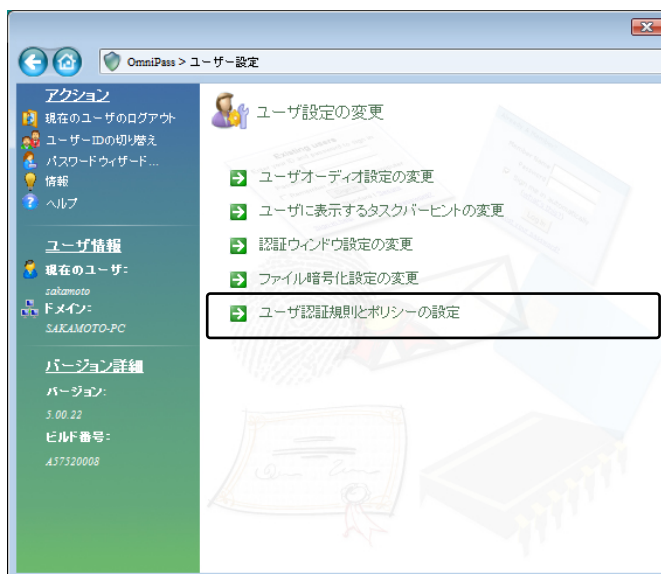 OmniPass > ユーザー設定
アクション
現在のユーザのログアウト
ユーザーIDの切り替え
パスワードウィザード...
情報
ヘルプ
ユーザ情報
現在のユーザ:
sakamoto
ドメイン:
SAKAMOTO-PC
バージョン詳細
バージョン:
5.00.22
ビルド番号:
A57520008
ユーザ設定の変更
ユーザオーディオ設定の変更
ユーザに表示するタスクバーヒントの変更
認証ウィンドウ設定の変更
ファイル暗号化設定の変更
ユーザ認証規則とポリシーの設定